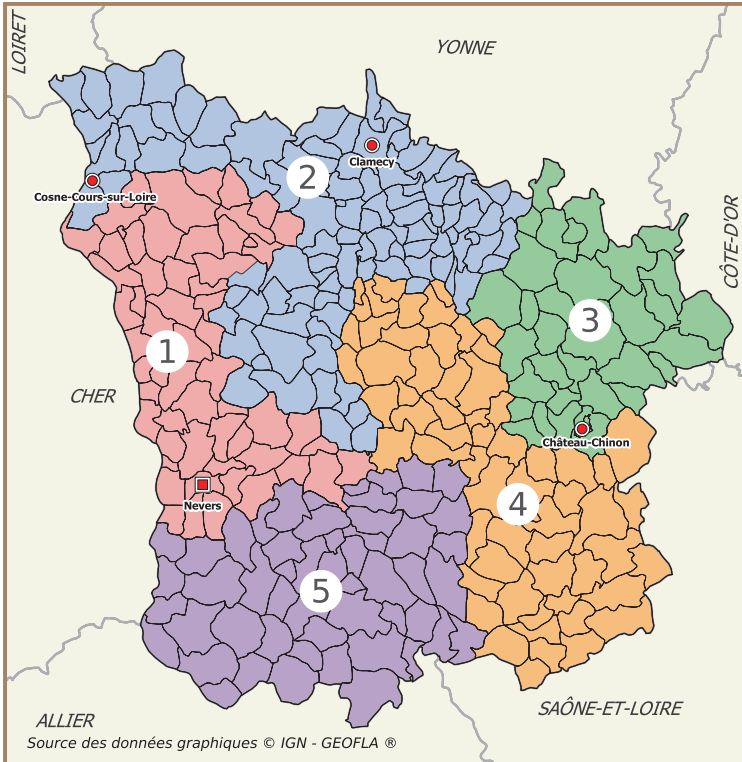 LOIRET
YONNE
Clamecy
2
Cosne-Cours-sur-Loire
CÔTE-D'OR
3
1
CHER
Château-Chinon
Nevers
4
5
ALLIER
SAÔNE-ET-LOIRE
Source des données graphiques © IGN - GEOFLA ®